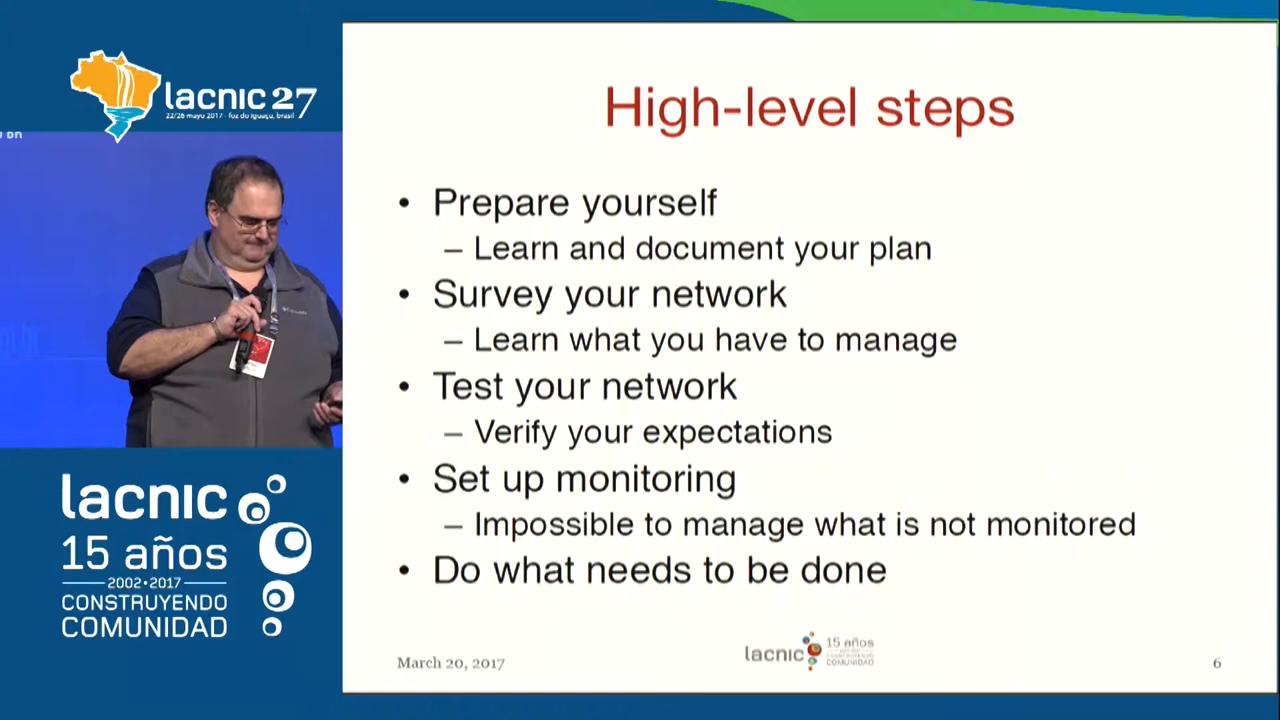 lacnic 27
22/26 mayo 2017 - foz do iguaçu, brasil
lacnic
15 años
2002•2017
CONSTRUYENDO
COMUNIDAD
High-level steps
• Prepare yourself
– Learn and document your plan
• Survey your network
– Learn what you have to manage
• Test your network
– Verify your expectations
• Set up monitoring
– Impossible to manage what is not monitored
• Do what needs to be done
March 20, 2017
lacnic
15 años
COMUNIDAD
6